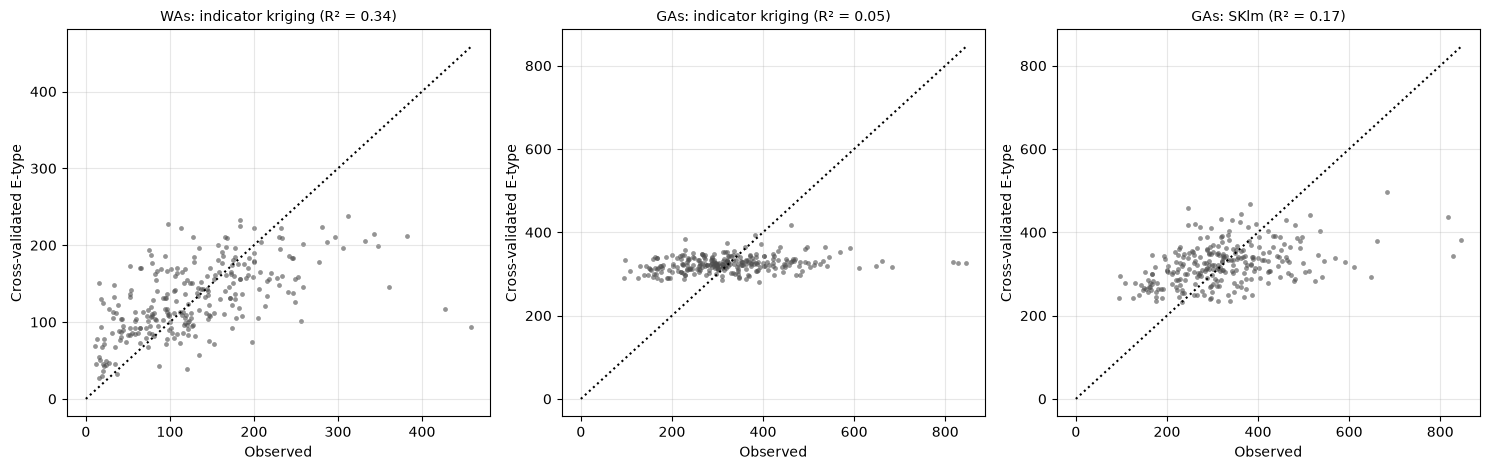 WAs: indicator kriging (R² = 0.34)
400
300
200
100
0
0 100 200 300 400
Cross-validated E-type
Observed
GAs: indicator kriging (R² = 0.05)
800
600
400
200
0
0 200 400 600 800
Cross-validated E-type
Observed
GAs: SKlm (R² = 0.17)
800
600
400
200
0
0 200 400 600 800
Cross-validated E-type
Observed